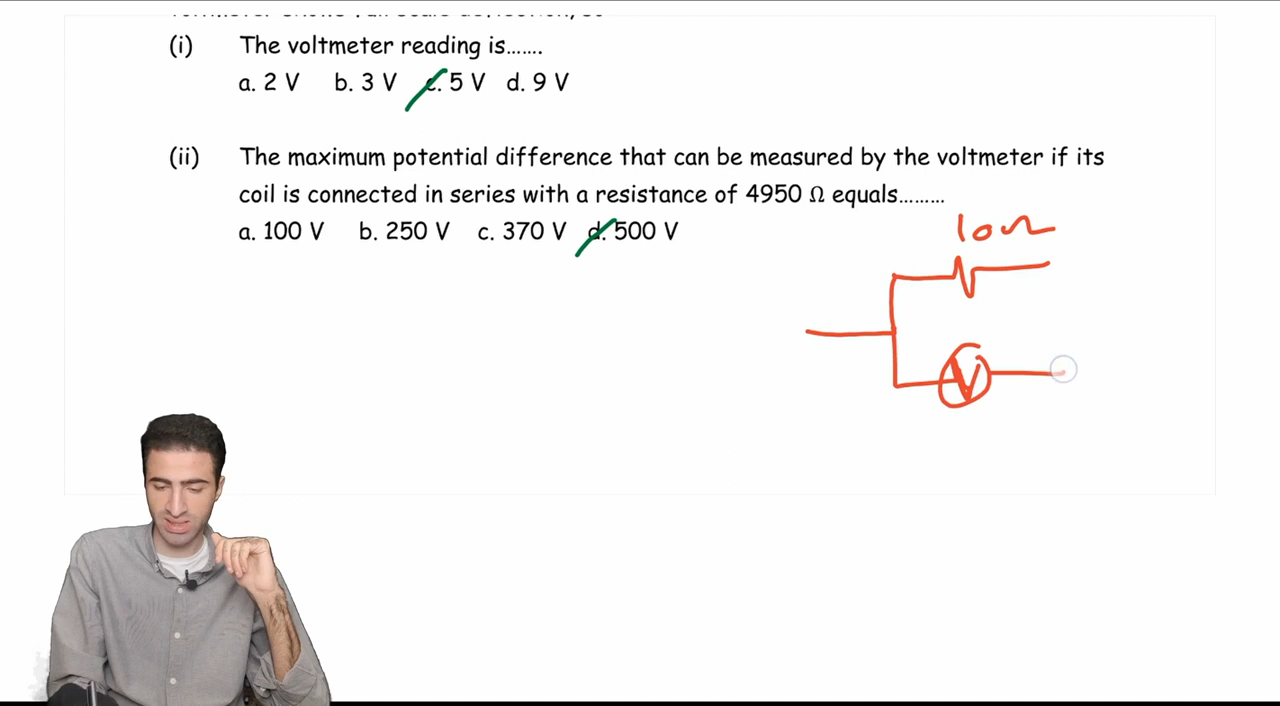 (i) The voltmeter reading is.......
a. 2 V b. 3 V c. 5 V d. 9 V
(ii) The maximum potential difference that can be measured by the voltmeter if its
coil is connected in series with a resistance of 4950 Ω equals.........
a. 100 V b. 250 V c. 370 V d. 500 V
10Ω
V